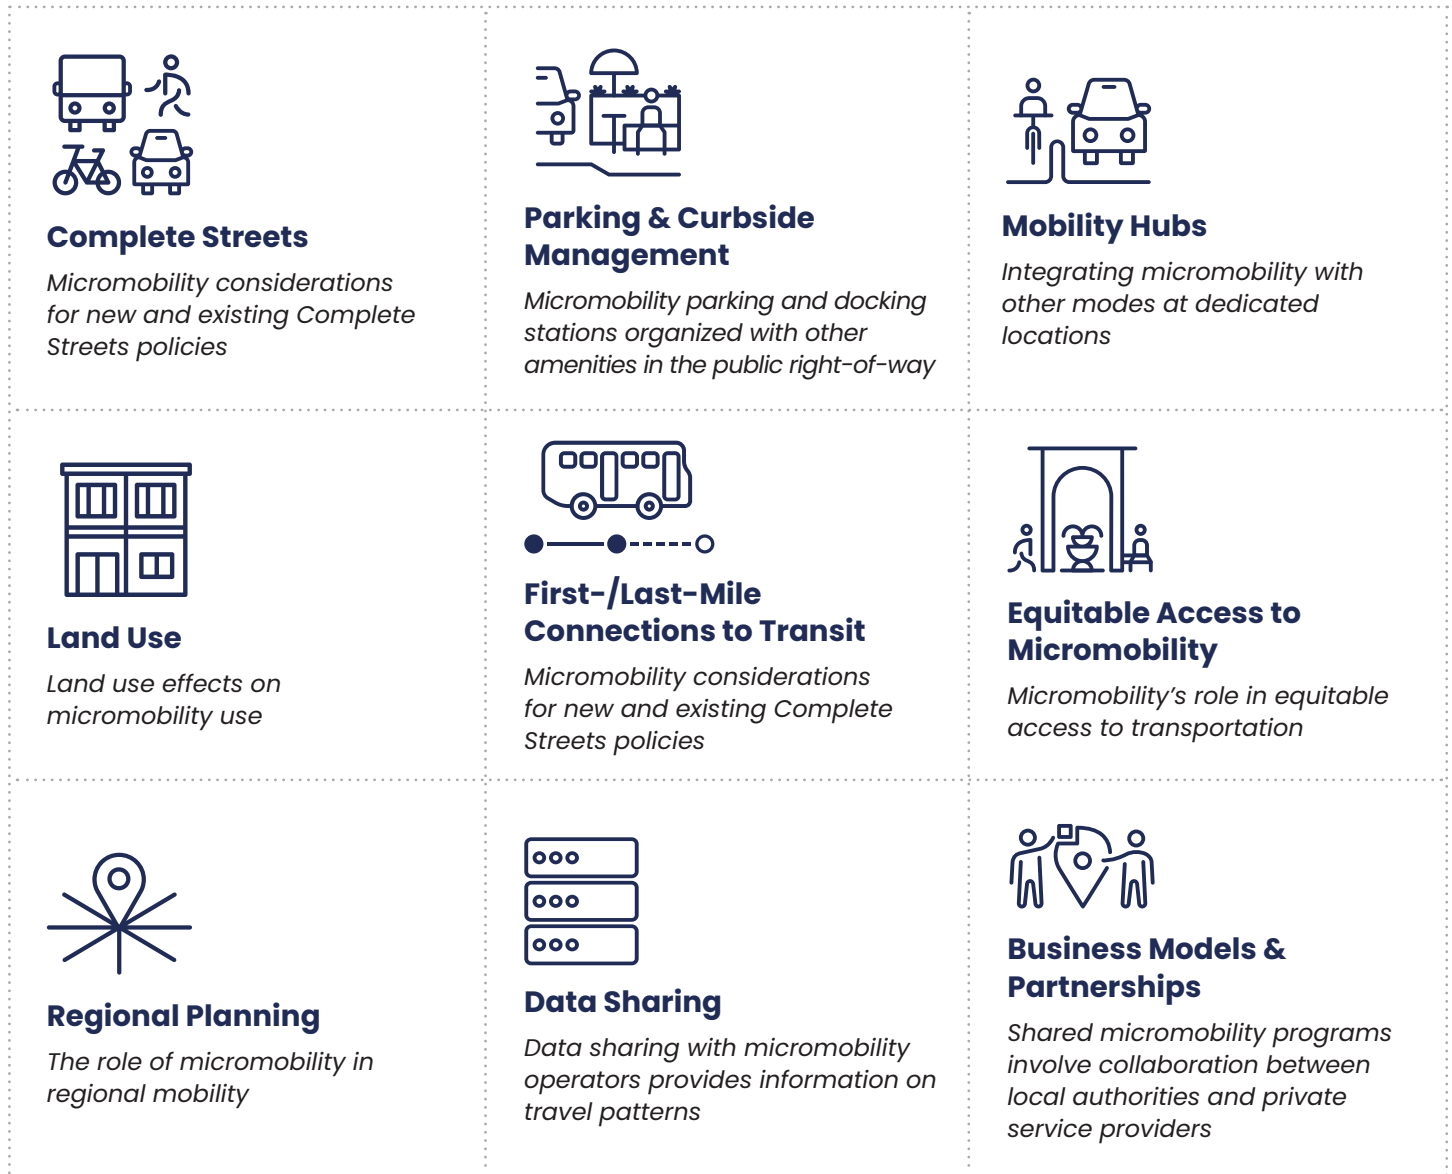 Complete Streets
Micromobility considerations
for new and existing Complete
Streets policies
Parking & Curbside
Management
Micromobility parking and docking
stations organized with other
amenities in the public right-of-way
Mobility Hubs
Integrating micromobility with
other modes at dedicated
locations
Land Use
Land use effects on
micromobility use
First-/Last-Mile
Connections to Transit
Micromobility considerations
for new and existing Complete
Streets policies
Equitable Access to
Micromobility
Micromobility’s role in equitable
access to transportation
Regional Planning
The role of micromobility in
regional mobility
Data Sharing
Data sharing with micromobility
operators provides information on
travel patterns
Business Models &
Partnerships
Shared micromobility programs
involve collaboration between
local authorities and private
service providers